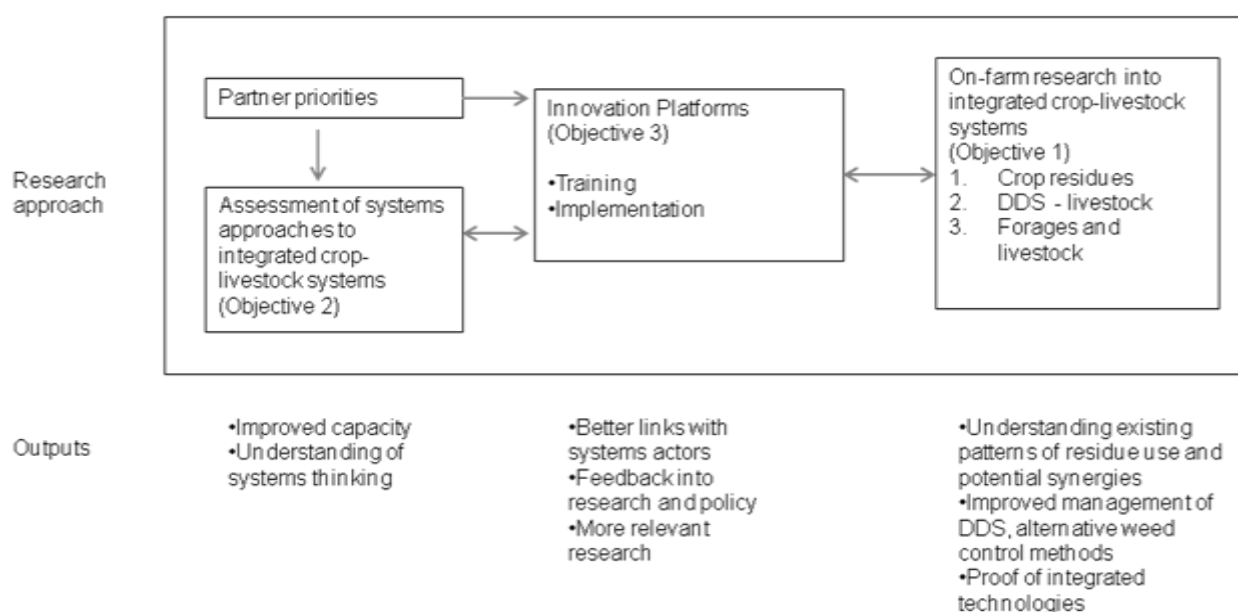 Research
approach
Partner priorities
Assessment of systems
approaches to
integrated crop-
livestock systems
(Objective 2)
Innovation Platforms
(Objective 3)
•Training
•Implementation
On-farm research into
integrated crop-livestock
systems
(Objective 1)
1. Crop residues
2. DDS - livestock
3. Forages and
livestock
Outputs
•Improved capacity
•Understanding of
systems thinking
•Better links with
systems actors
•Feedback into
research and policy
•More relevant
research
•Understanding existing
patterns of residue use and
potential synergies
•Improved management of
DDS, alternative weed
control methods
•Proof of integrated
technologies